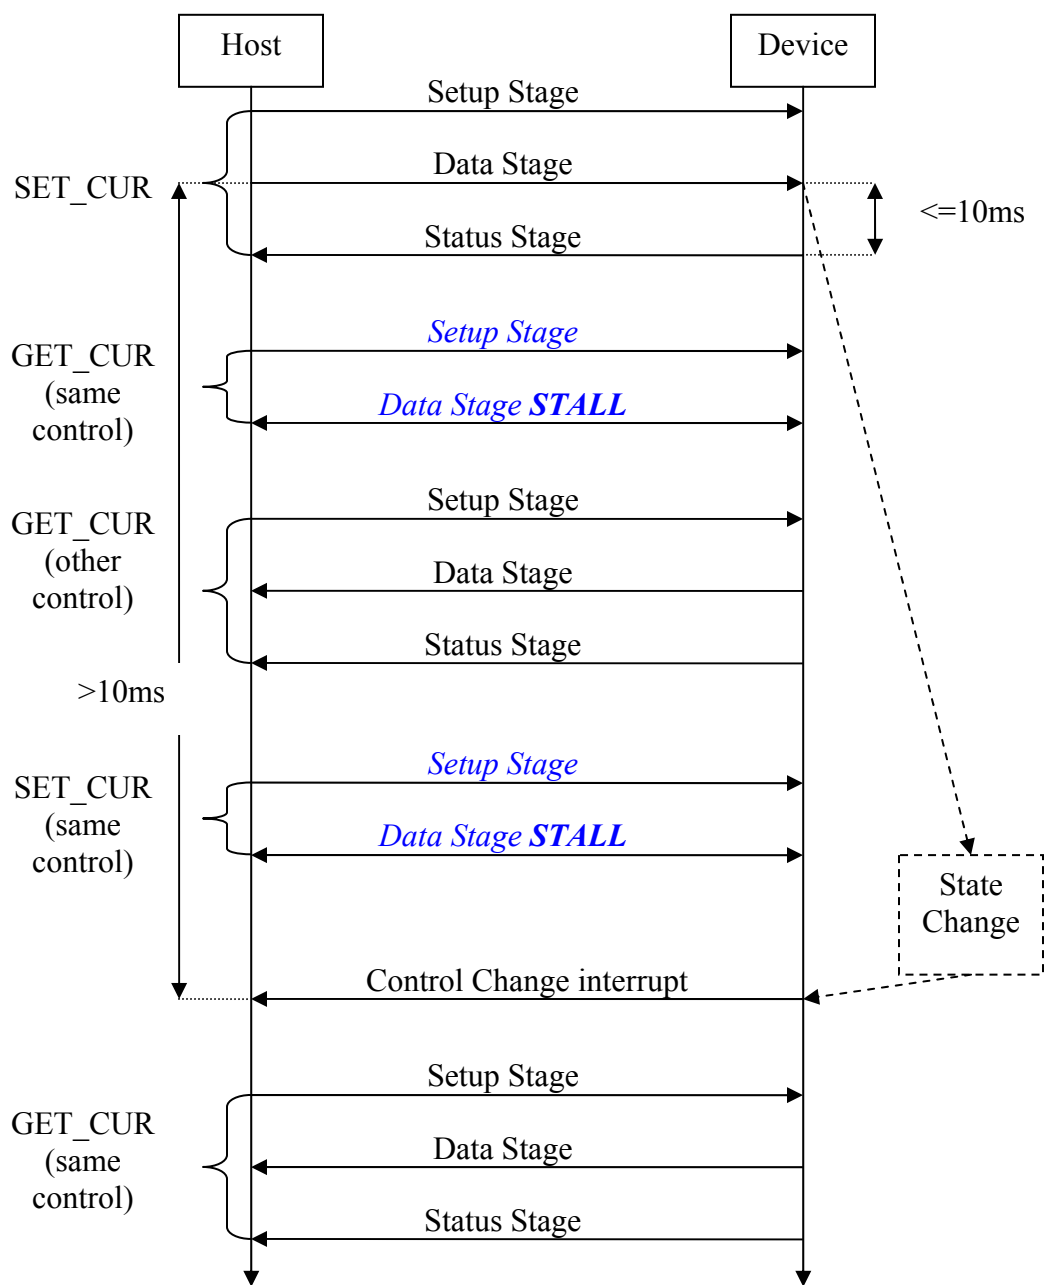 Host
Device
Setup Stage
Data Stage
SET_CUR
<=10ms
Status Stage
Setup Stage
GET_CUR
(same
control)
Data Stage STALL
Setup Stage
GET_CUR
(other
control)
Data Stage
Status Stage
>10ms
Setup Stage
SET_CUR
(same
control)
Data Stage STALL
State
Change
Control Change interrupt
Setup Stage
GET_CUR
(same
control)
Data Stage
Status Stage